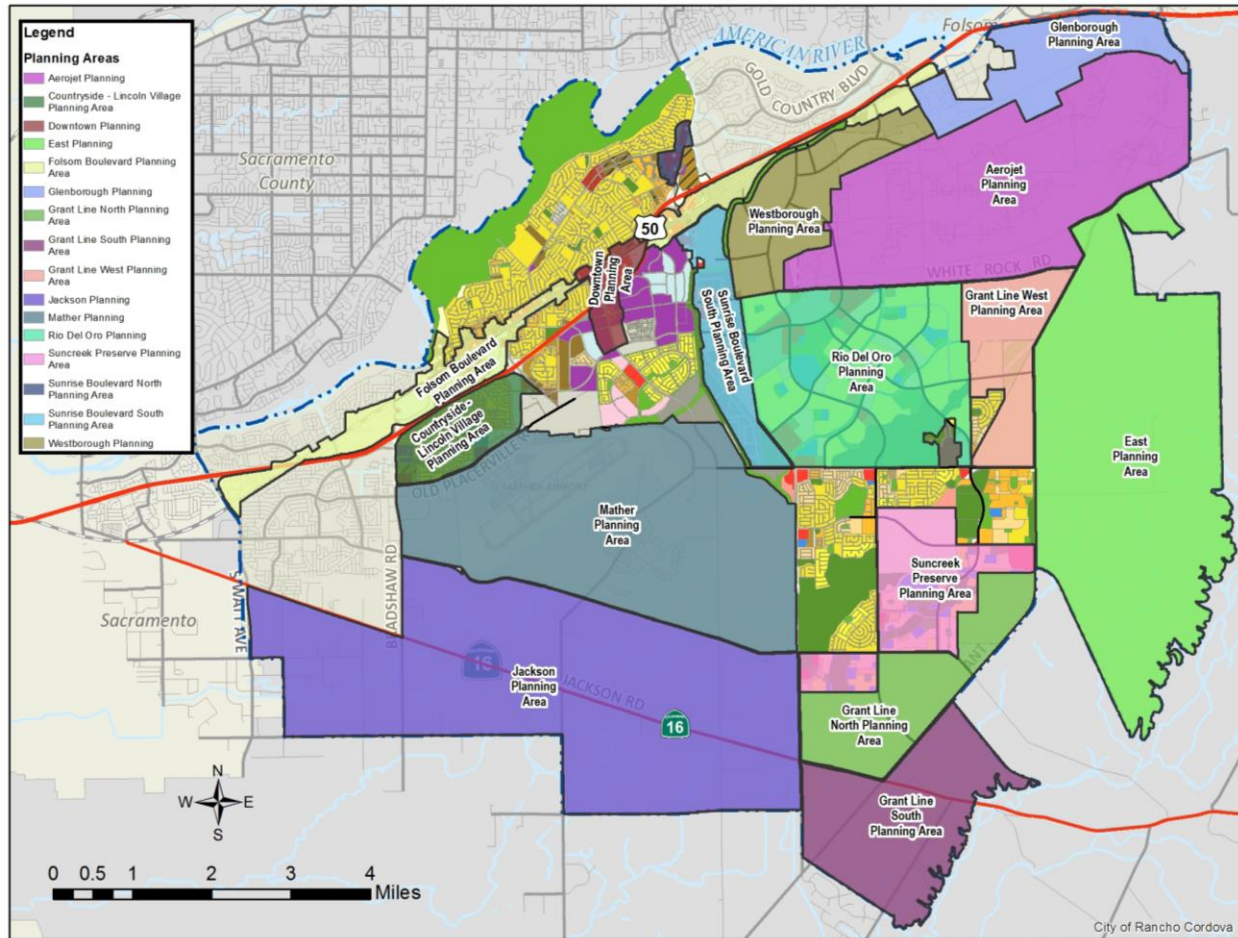 Legend
Planning Areas
Aerojet Planning
Countryside - Lincoln Village
Planning Area
Downtown Planning
East Planning
Folsom Boulevard Planning
Area
Glenborough Planning
Grant Line North Planning
Area
Grant Line South Planning
Area
Grant Line West Planning
Area
Jackson Planning
Mather Planning
Rio Del Oro Planning
Suncreek Preserve Planning
Area
Sunrise Boulevard North
Planning Area
Sunrise Boulevard South
Planning Area
Westborough Planning
Folsom
Glenborough
Planning Area
AMERICAN RIVER
GOLD
COUNTRY BLVD
Sacramento
County
Aerojet
Planning
Area
Westborough
Planning Area
50
WHITE ROCK RD
Downtown
Planning
Area
Sunrise Boulevard
South Planning Area
Grant Line West
Planning Area
Rio Del Oro
Planning
Area
Folsom Boulevard
Planning Area
Countryside -
Lincoln Village
Planning Area
East
Planning
Area
OLD PLACERVILLE
MATHER AIRPORT
Mather
Planning
Area
Suncreek
Preserve
Planning Area
BRADSHAW RD
S WATT AVE
Sacramento
16
Jackson
Planning
Area
JACKSON RD
16
ANT
Grant Line
North Planning
Area
Grant Line
South
Planning Area
N
W E
S
0 0.5 1 2 3 4
Miles
City of Rancho Cordova